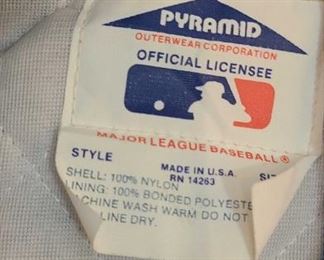 PYRAMID
OUTERWEAR CORPORATION
OFFICIAL LICENSEE
MAJOR LEAGUE BASEBALL®
STYLE
MADE IN U.S.A.
RN 14263
SHELL: 100% NYLON
LINING: 100% BONDED POLYESTE
MACHINE WASH WARM DO NOT
LINE DRY.